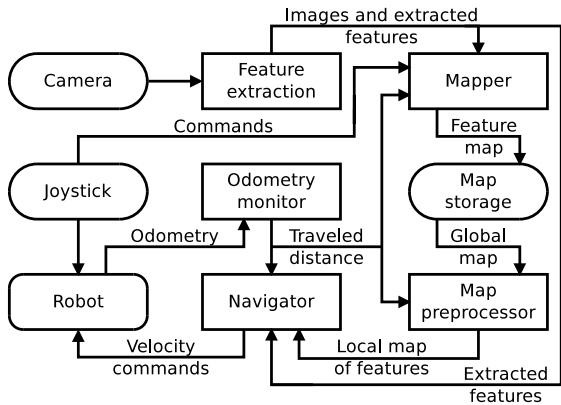 Images and extracted
features
Camera
Feature
extraction
Mapper
Commands
Feature
map
Joystick
Odometry
monitor
Map
storage
Odometry
Traveled
distance
Global
map
Robot
Navigator
Map
preprocessor
Velocity
commands
Local map
of features
Extracted
features